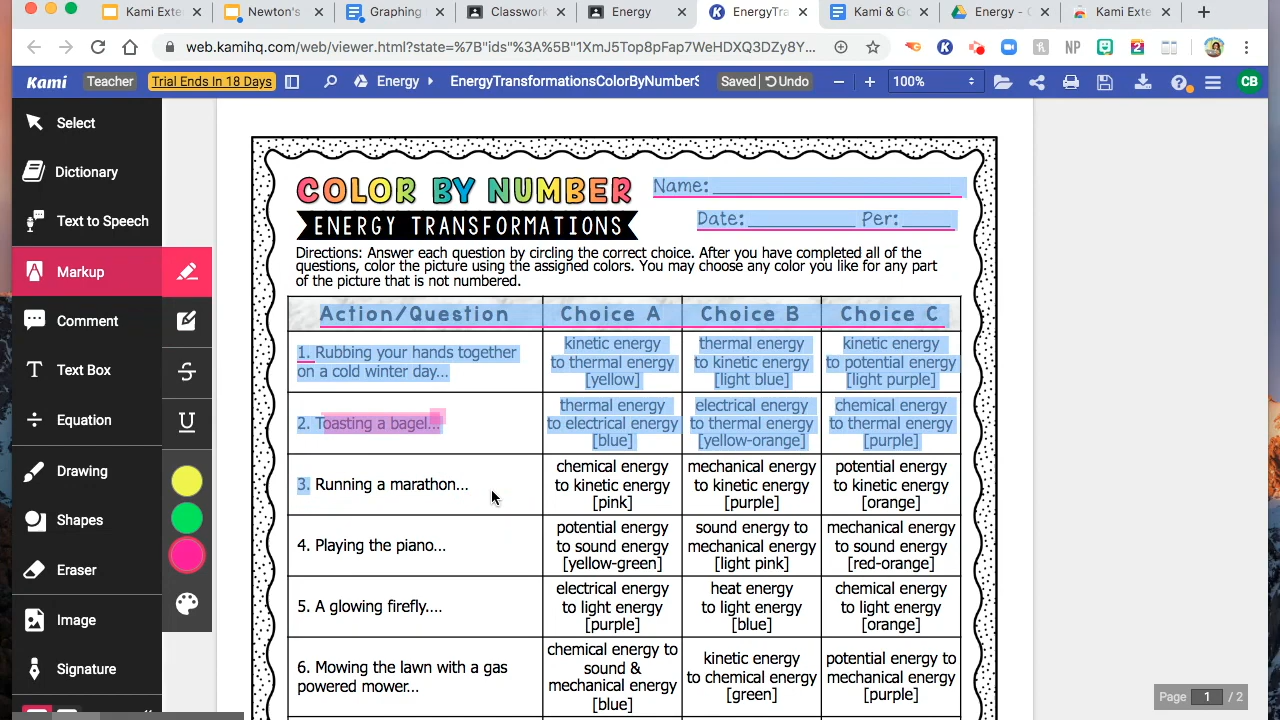 Kami Exte
Newton's
Graphing
Classwork
Energy
EnergyTra
Kami & Go
Energy - G
Kami Exte
web.kamihq.com/web/viewer.html?state=%7B"ids"%3A%5B"1XmJ5Top8pFap7WeHDXQ3DZy8Y...
NP
2
Kami
Teacher
Trial Ends In 18 Days
Energy
EnergyTransformationsColorByNumberS
Saved
Undo
100%
CB
Select
Dictionary
Text to Speech
Markup
Comment
Text Box
Equation
Drawing
Shapes
Eraser
Image
Signature
COLOR BY NUMBER
Name:
ENERGY TRANSFORMATIONS
Date: Per:
Directions: Answer each question by circling the correct choice. After you have completed all of the
questions, color the picture using the assigned colors. You may choose any color you like for any part
of the picture that is not numbered.
Action/Question Choice A Choice B Choice C
1. Rubbing your hands together
on a cold winter day...
kinetic energy
to thermal energy
[yellow]
thermal energy
to kinetic energy
[light blue]
kinetic energy
to potential energy
[light purple]
2. Toasting a bagel...
thermal energy
to electrical energy
[blue]
electrical energy
to thermal energy
[yellow-orange]
chemical energy
to thermal energy
[purple]
3. Running a marathon...
chemical energy
to kinetic energy
[pink]
mechanical energy
to kinetic energy
[purple]
potential energy
to kinetic energy
[orange]
4. Playing the piano...
potential energy
to sound energy
[yellow-green]
sound energy to
mechanical energy
[light pink]
mechanical energy
to sound energy
[red-orange]
5. A glowing firefly....
electrical energy
to light energy
[purple]
heat energy
to light energy
[blue]
chemical energy
to light energy
[orange]
6. Mowing the lawn with a gas
powered mower...
chemical energy to
sound &
mechanical energy
[blue]
kinetic energy
to chemical energy
[green]
potential energy to
mechanical energy
[purple]
Page 1 / 2